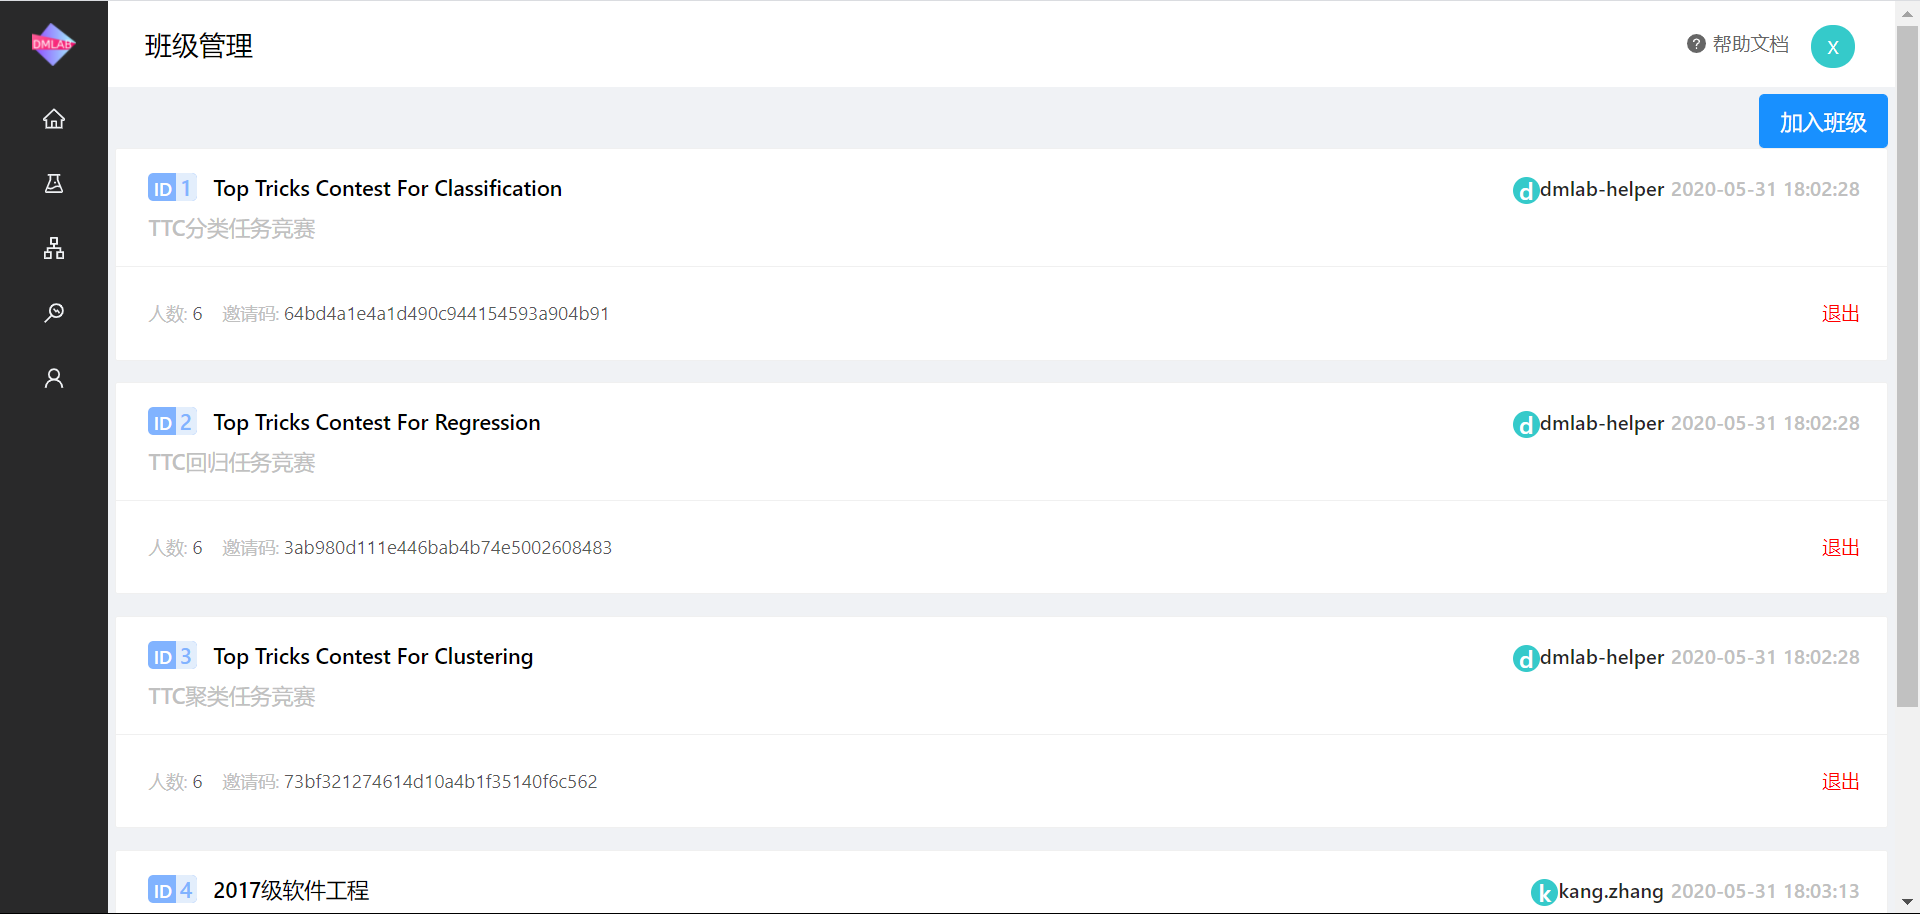 DMLAB
班级管理
? 帮助文档 X
加入班级
ID 1 Top Tricks Contest For Classification
d dmlab-helper 2020-05-31 18:02:28
TTC分类任务竞赛
人数: 6 邀请码: 64bd4a1e4a1d490c944154593a904b91
退出
ID 2 Top Tricks Contest For Regression
d dmlab-helper 2020-05-31 18:02:28
TTC回归任务竞赛
人数: 6 邀请码: 3ab980d111e446bab4b74e5002608483
退出
ID 3 Top Tricks Contest For Clustering
d dmlab-helper 2020-05-31 18:02:28
TTC聚类任务竞赛
人数: 6 邀请码: 73bf321274614d10a4b1f35140f6c562
退出
ID 4 2017级软件工程
k kang.zhang 2020-05-31 18:03:13